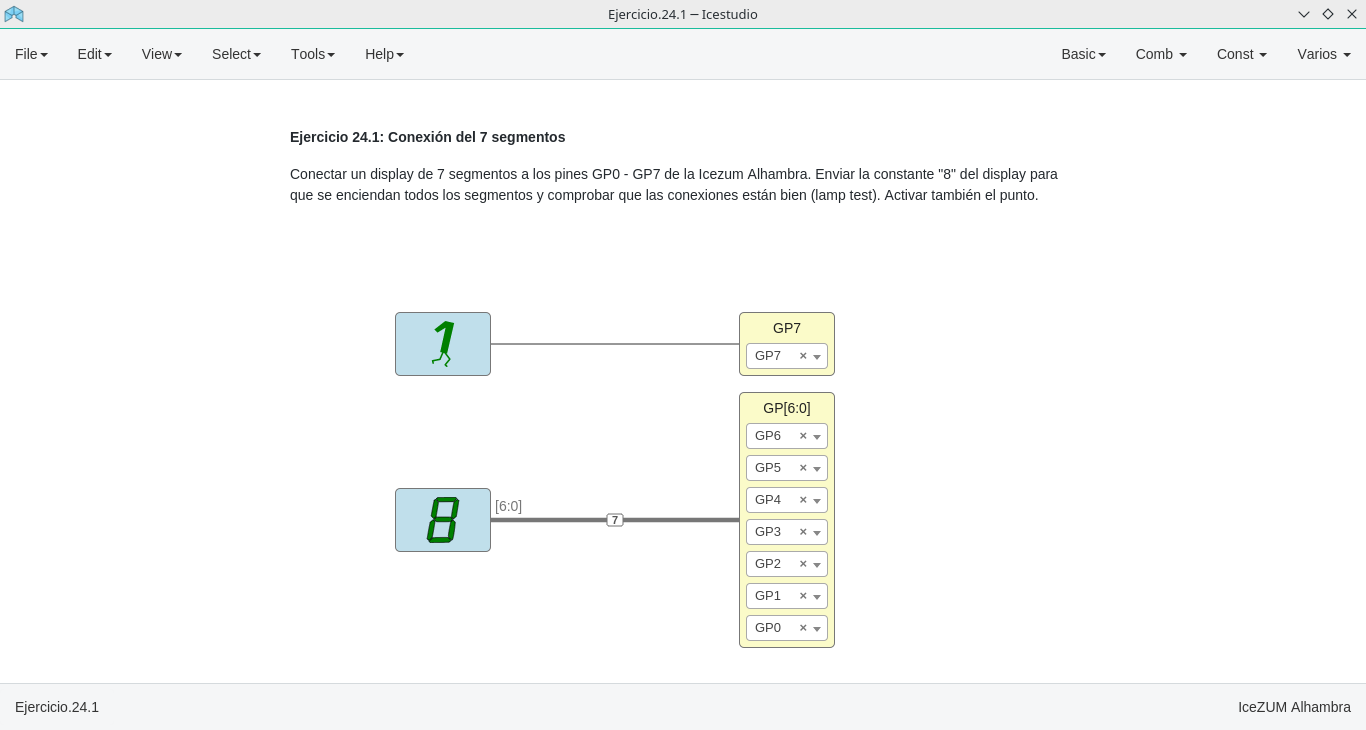 Ejercicio.24.1 – Icestudio
File Edit View Select Tools Help Basic Comb Const Varios
Ejercicio 24.1: Conexión del 7 segmentos
Conectar un display de 7 segmentos a los pines GP0 - GP7 de la Icezum Alhambra. Enviar la constante "8" del display para
que se enciendan todos los segmentos y comprobar que las conexiones están bien (lamp test). Activar también el punto.
1
GP7
GP7
GP[6:0]
GP6
GP5
8
[6:0]
7
GP4
GP3
GP2
GP1
GP0
Ejercicio.24.1
IceZUM Alhambra